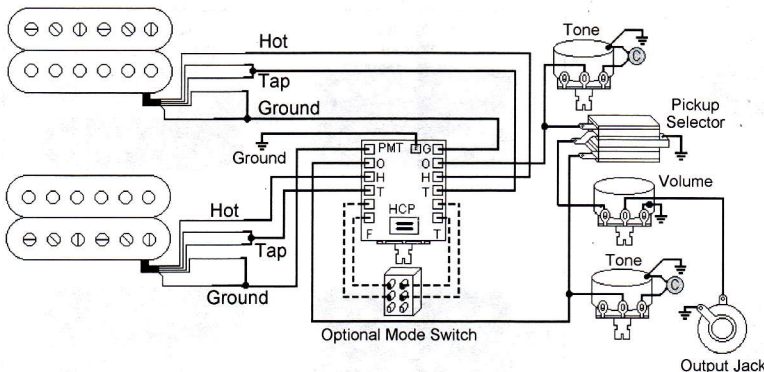 Hot
Tap
Ground
Ground
PMT G
O O
H H
T T
HCP
F T
Hot
Tap
Ground
Optional Mode Switch
Tone
C
Pickup
Selector
Volume
Tone
C
Output Jack